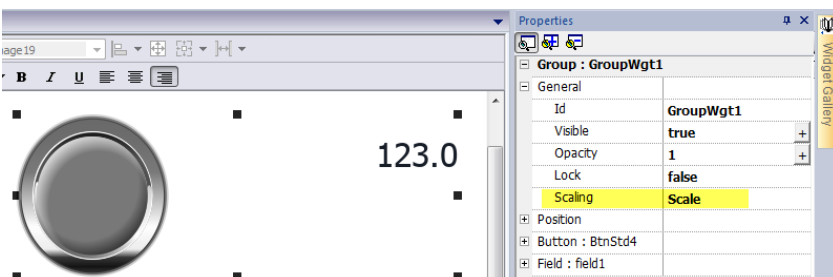 Properties
age19
B I U
Group : GroupWgt1
General
Id GroupWgt1
Visible true +
Opacity 1 +
Lock false
Scaling Scale
Position
Button : BtnStd4
Field : field1
123.0
Widget Gallery